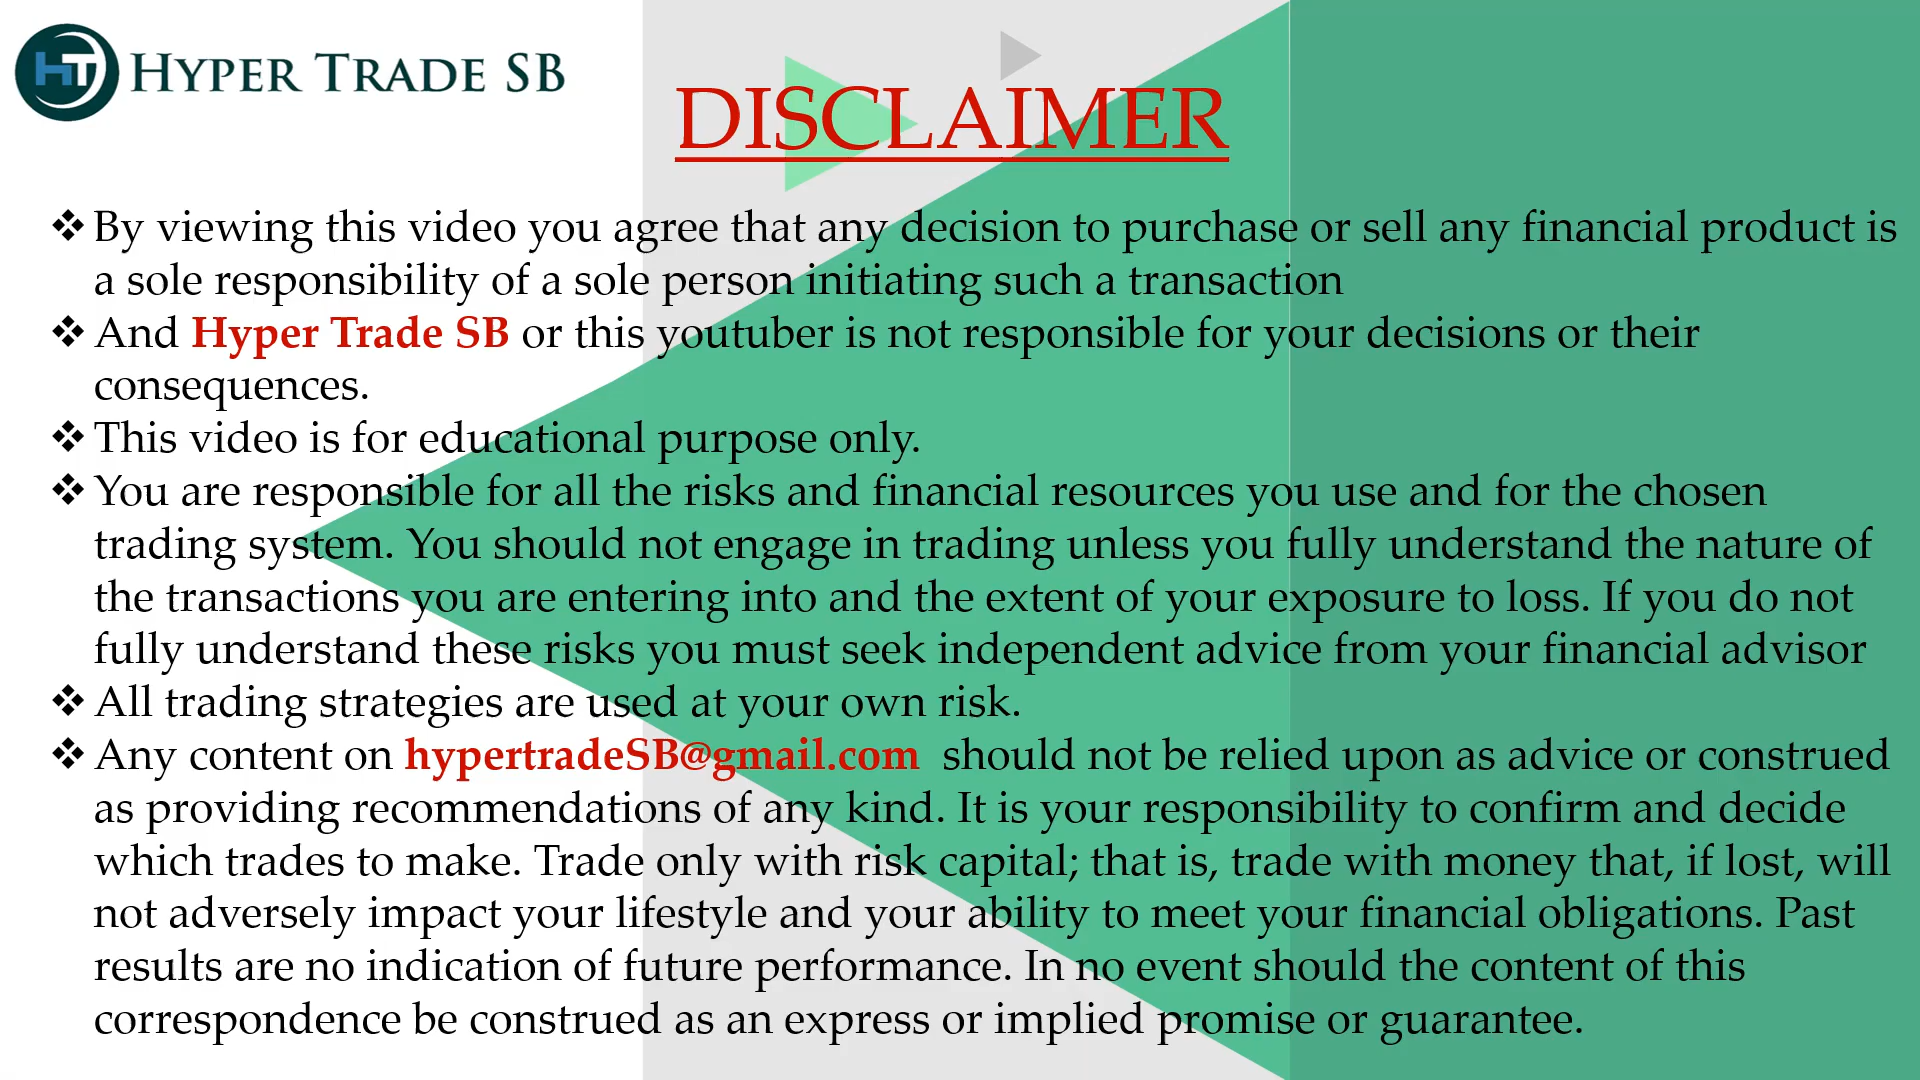 HT HYPER TRADE SB
DISCLAIMER
❖ By viewing this video you agree that any decision to purchase or sell any financial product is
a sole responsibility of a sole person initiating such a transaction
❖ And Hyper Trade SB or this youtuber is not responsible for your decisions or their
consequences.
❖ This video is for educational purpose only.
❖ You are responsible for all the risks and financial resources you use and for the chosen
trading system. You should not engage in trading unless you fully understand the nature of
the transactions you are entering into and the extent of your exposure to loss. If you do not
fully understand these risks you must seek independent advice from your financial advisor
❖ All trading strategies are used at your own risk.
❖ Any content on hypertradeSB@gmail.com should not be relied upon as advice or construed
as providing recommendations of any kind. It is your responsibility to confirm and decide
which trades to make. Trade only with risk capital; that is, trade with money that, if lost, will
not adversely impact your lifestyle and your ability to meet your financial obligations. Past
results are no indication of future performance. In no event should the content of this
correspondence be construed as an express or implied promise or guarantee.